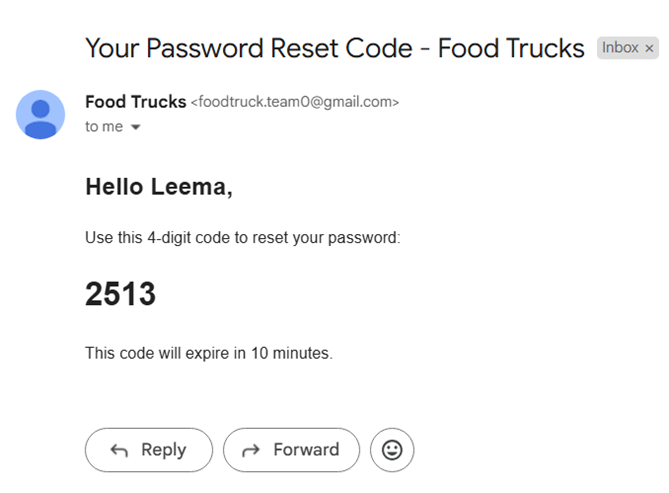 Your Password Reset Code - Food Trucks Inbox ×
Food Trucks <foodtruck.team0@gmail.com>
to me
Hello Leema,
Use this 4-digit code to reset your password:
2513
This code will expire in 10 minutes.
Reply Forward